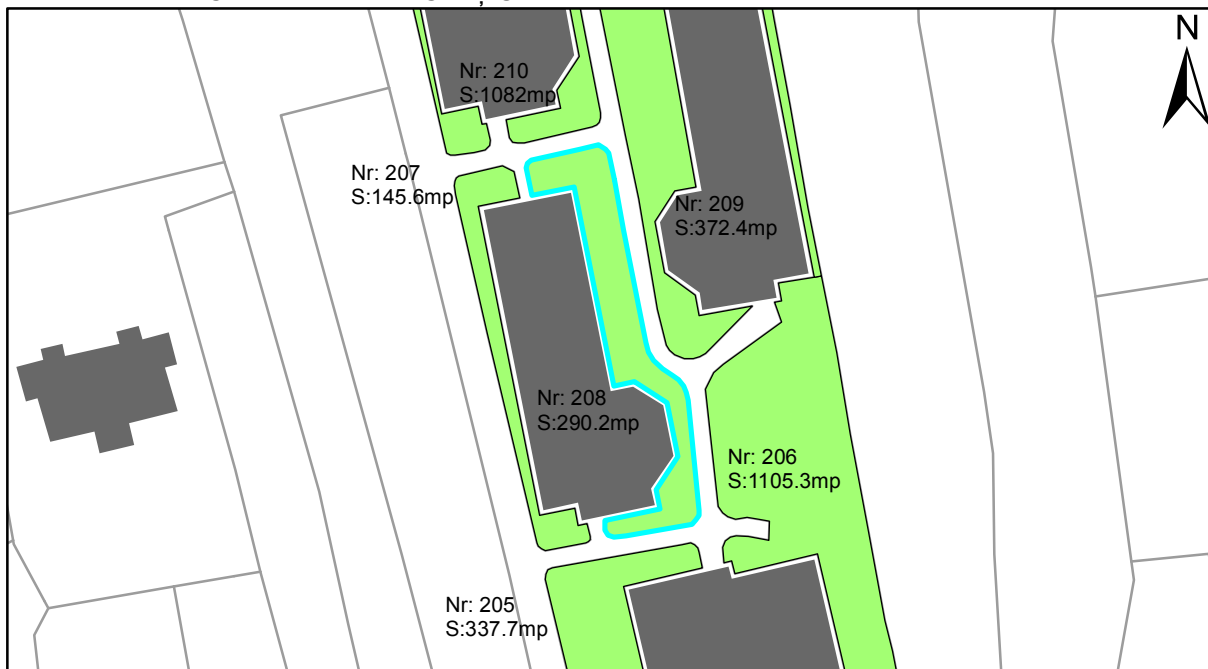 N
Nr: 210
S:1082mp
Nr: 207
S:145.6mp
Nr: 209
S:372.4mp
Nr: 208
S:290.2mp
Nr: 206
S:1105.3mp
Nr: 205
S:337.7mp